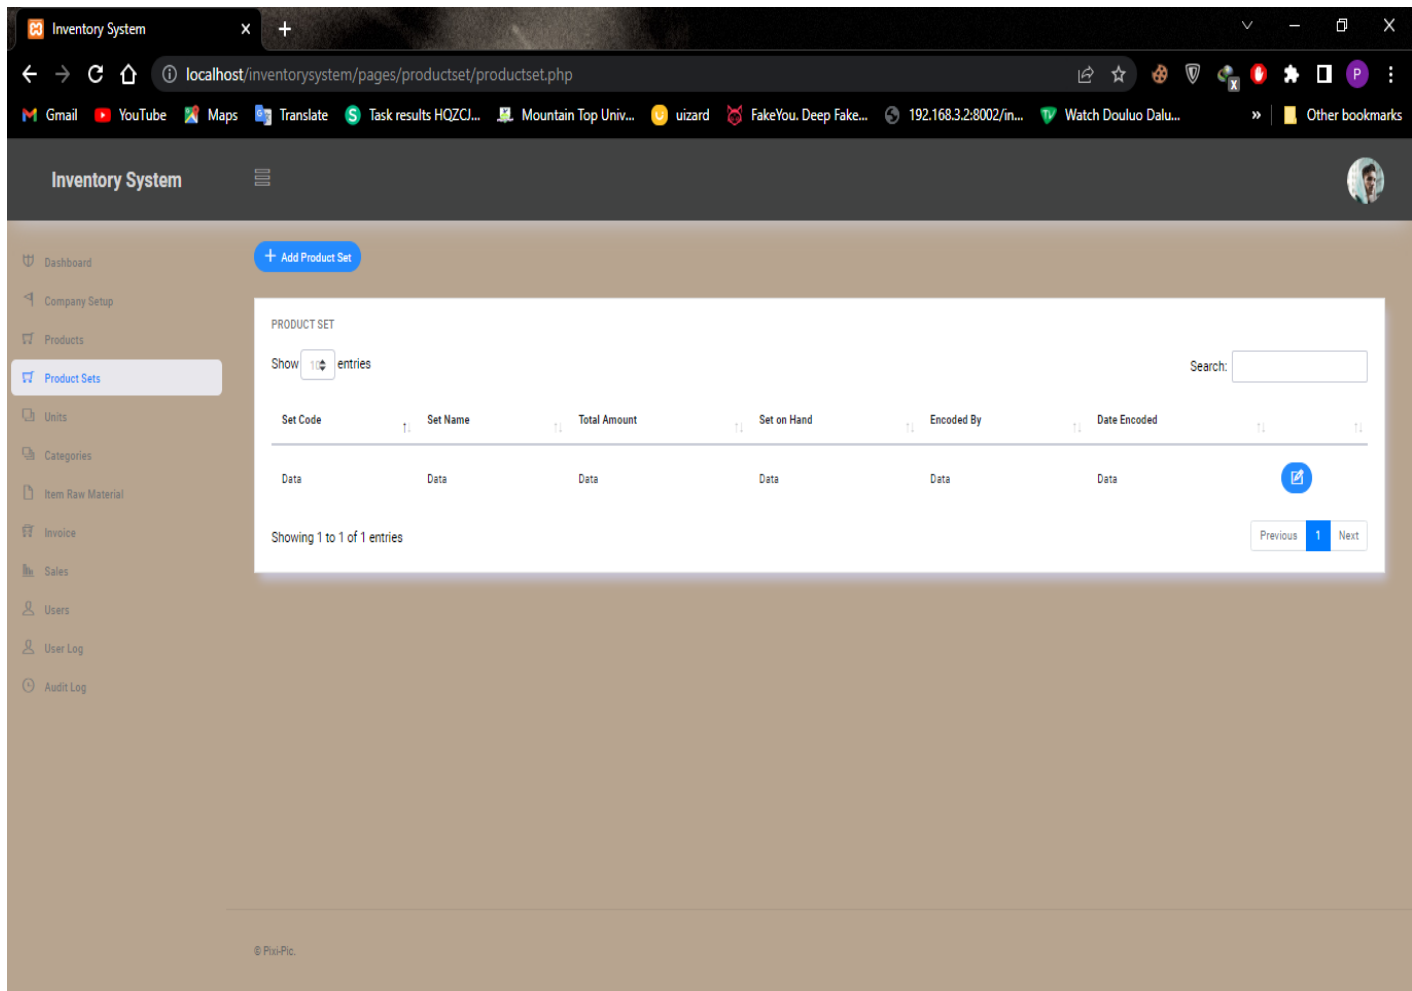 Inventory System
localhost/inventorysystem/pages/productset/productset.php
P
Gmail YouTube Maps Translate Task results HQZCJ... Mountain Top Univ... uizard FakeYou. Deep Fake... 192.168.3.2:8002/in... Watch Douluo Dalu... » Other bookmarks
Inventory System
Dashboard
Company Setup
Products
Product Sets
Units
Categories
Item Raw Material
Invoice
Sales
Users
User Log
Audit Log
+ Add Product Set
PRODUCT SET
Show 10 entries
Search:
Set Code Set Name Total Amount Set on Hand Encoded By Date Encoded
Data Data Data Data Data Data
Showing 1 to 1 of 1 entries
Previous 1 Next
© Pixi-Pic.